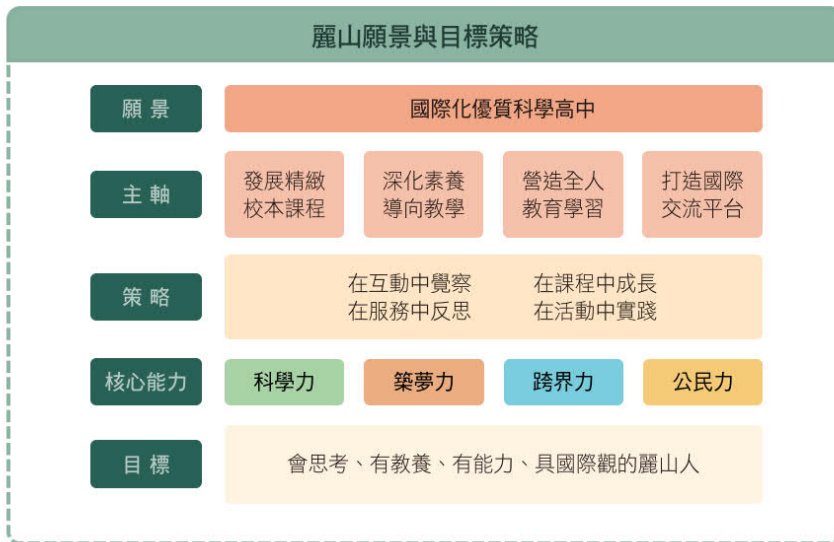 麗山願景與目標策略
願景
國際化優質科學高中
主軸
發展精緻
校本課程
深化素養
導向教學
營造全人
教育學習
打造國際
交流平台
策略
在互動中覺察 在課程中成長
在服務中反思 在活動中實踐
核心能力
科學力
築夢力
跨界力
公民力
目標
會思考、有教養、有能力、具國際觀的麗山人